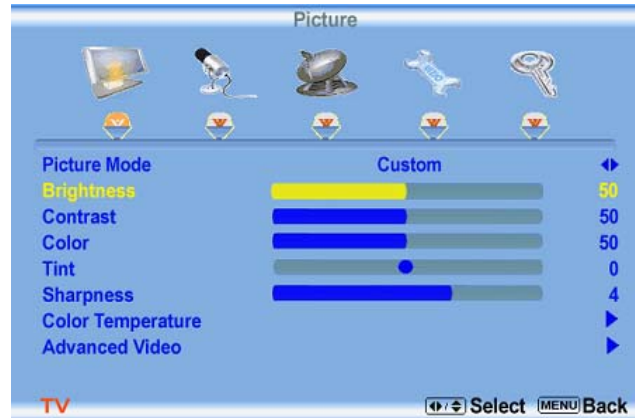 Picture
Picture Mode Custom
Brightness 50
Contrast 50
Color 50
Tint 0
Sharpness 4
Color Temperature
Advanced Video
TV Select MENU Back